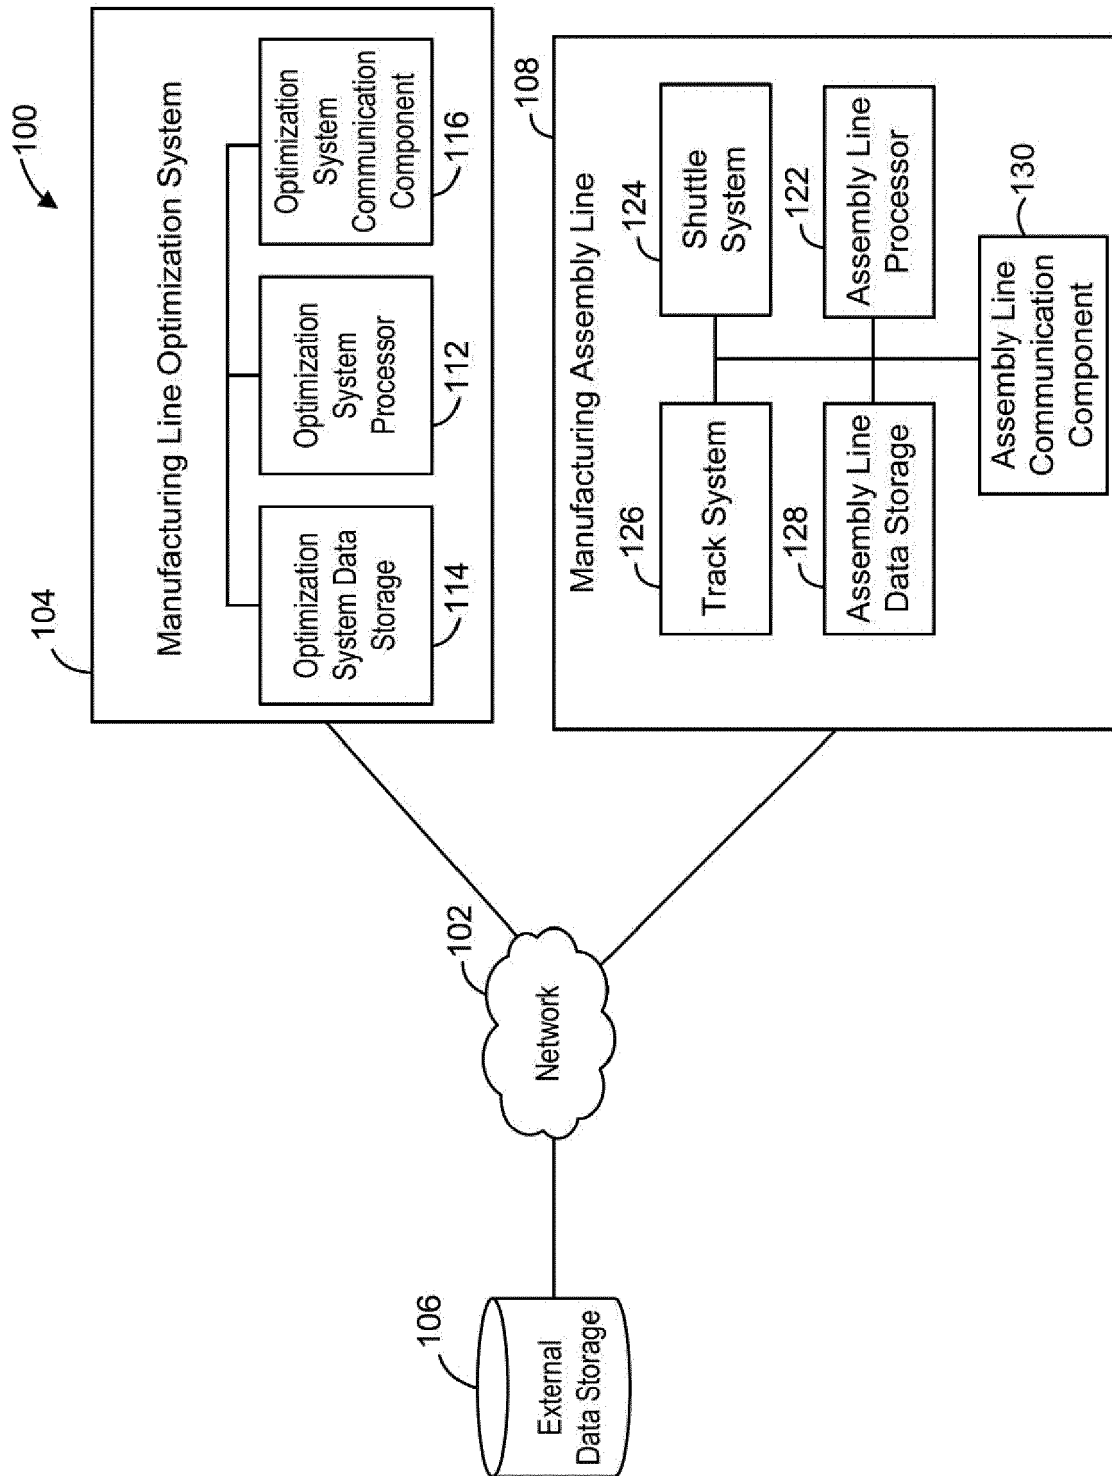 100
104
Manufacturing Line Optimization System
Optimization
System Data
Storage
114
Optimization
System
Processor
112
Optimization
System
Communication
Component
116
106
External
Data Storage
102
Network
108
Manufacturing Assembly Line
126
Track System
124
Shuttle
System
128
Assembly Line
Data Storage
122
Assembly Line
Processor
130
Assembly Line
Communication
Component